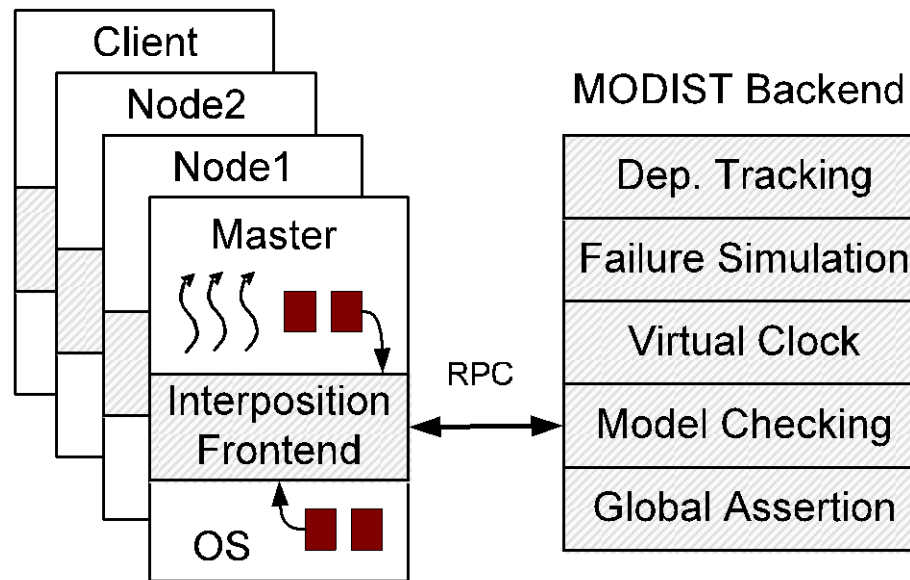 Client
Node2
Node1
Master
Interposition
Frontend
OS
RPC
MODIST Backend
Dep. Tracking
Failure Simulation
Virtual Clock
Model Checking
Global Assertion